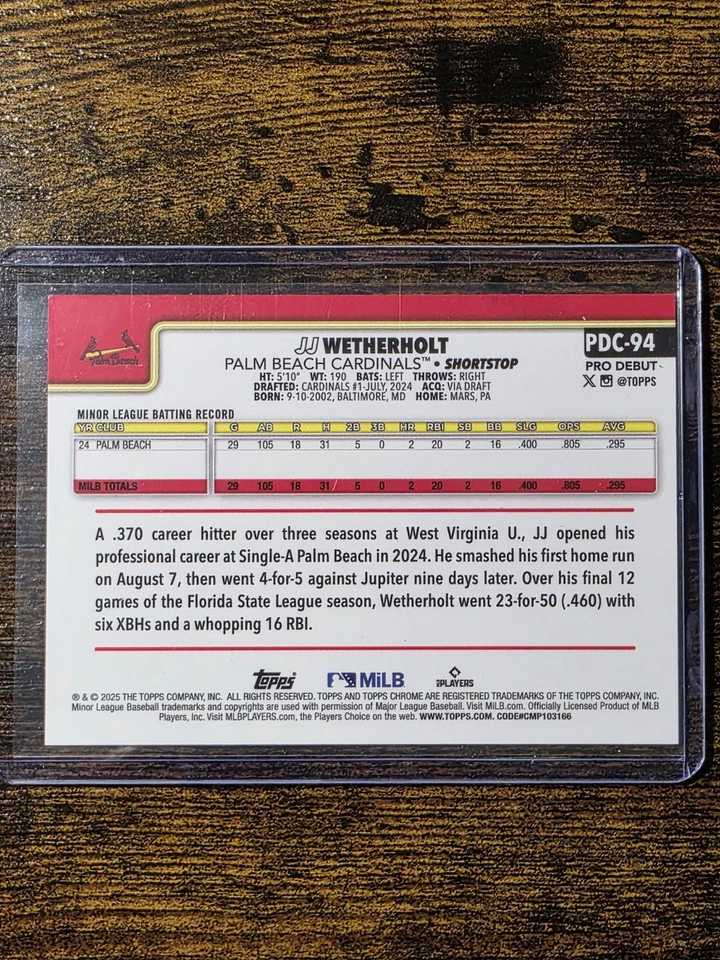 Palm Beach
JJ WETHERHOLT
PDC-94
PALM BEACH CARDINALS™ • SHORTSTOP
PRO DEBUT
HT: 5'10" WT: 190 BATS: LEFT THROWS: RIGHT
@TOPPS
DRAFTED: CARDINALS #1-JULY, 2024 ACQ: VIA DRAFT
BORN: 9-10-2002, BALTIMORE, MD HOME: MARS, PA
MINOR LEAGUE BATTING RECORD
YR CLUB G AB R H 2B 3B HR RBI SB BB SLG OPS AVG
24 PALM BEACH 29 105 18 31 5 0 2 20 2 16 .400 .805 .295
MILB TOTALS 29 105 18 31 5 0 2 20 2 16 .400 .805 .295
A .370 career hitter over three seasons at West Virginia U., JJ opened his
professional career at Single-A Palm Beach in 2024. He smashed his first home run
on August 7, then went 4-for-5 against Jupiter nine days later. Over his final 12
games of the Florida State League season, Wetherholt went 23-for-50 (.460) with
six XBHs and a whopping 16 RBI.
Topps MiLB PLAYERS
® & © 2025 THE TOPPS COMPANY, INC. ALL RIGHTS RESERVED. TOPPS AND TOPPS CHROME ARE REGISTERED TRADEMARKS OF THE TOPPS COMPANY, INC.
Minor League Baseball trademarks and copyrights are used with permission of Major League Baseball. Visit MiLB.com. Officially Licensed Product of MLB
Players, Inc. Visit MLBPLAYERS.com, the Players Choice on the web. WWW.TOPPS.COM. CODE#CMP103166